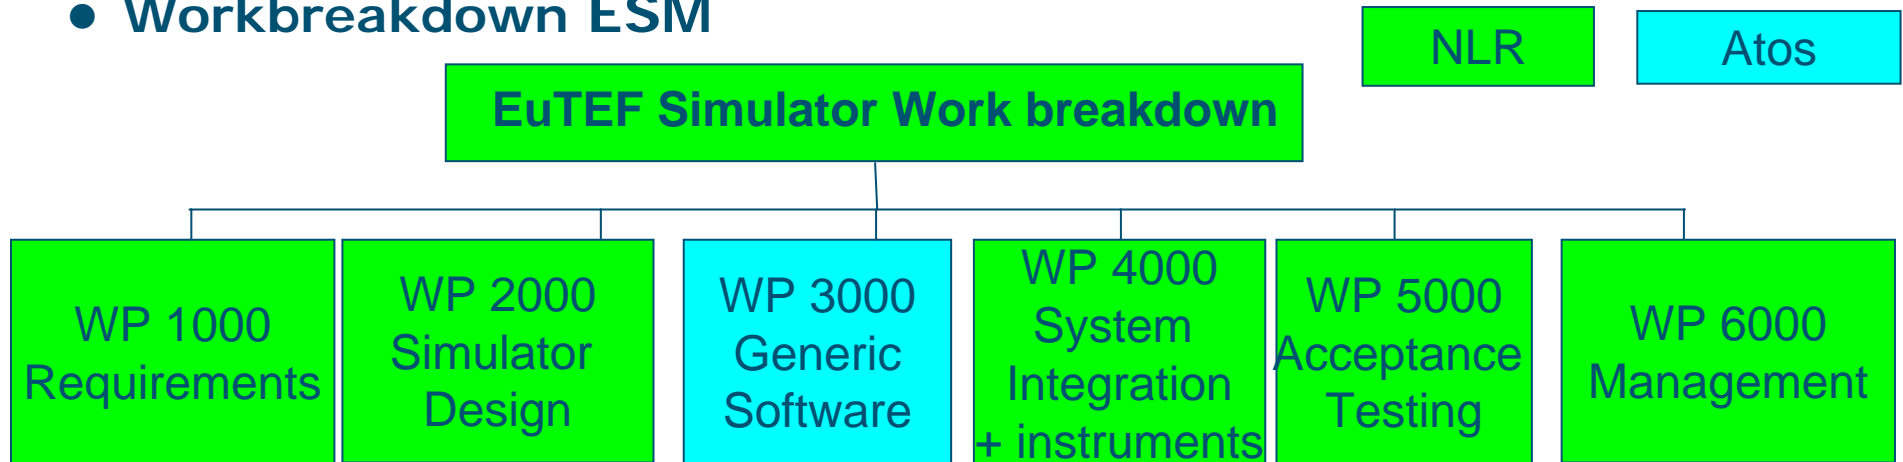 ● Workbreakdown ESM
NLR
Atos
EuTEF Simulator Work breakdown
WP 1000
Requirements
WP 2000
Simulator
Design
WP 3000
Generic
Software
WP 4000
System
Integration
+ instruments
WP 5000
Acceptance
Testing
WP 6000
Management